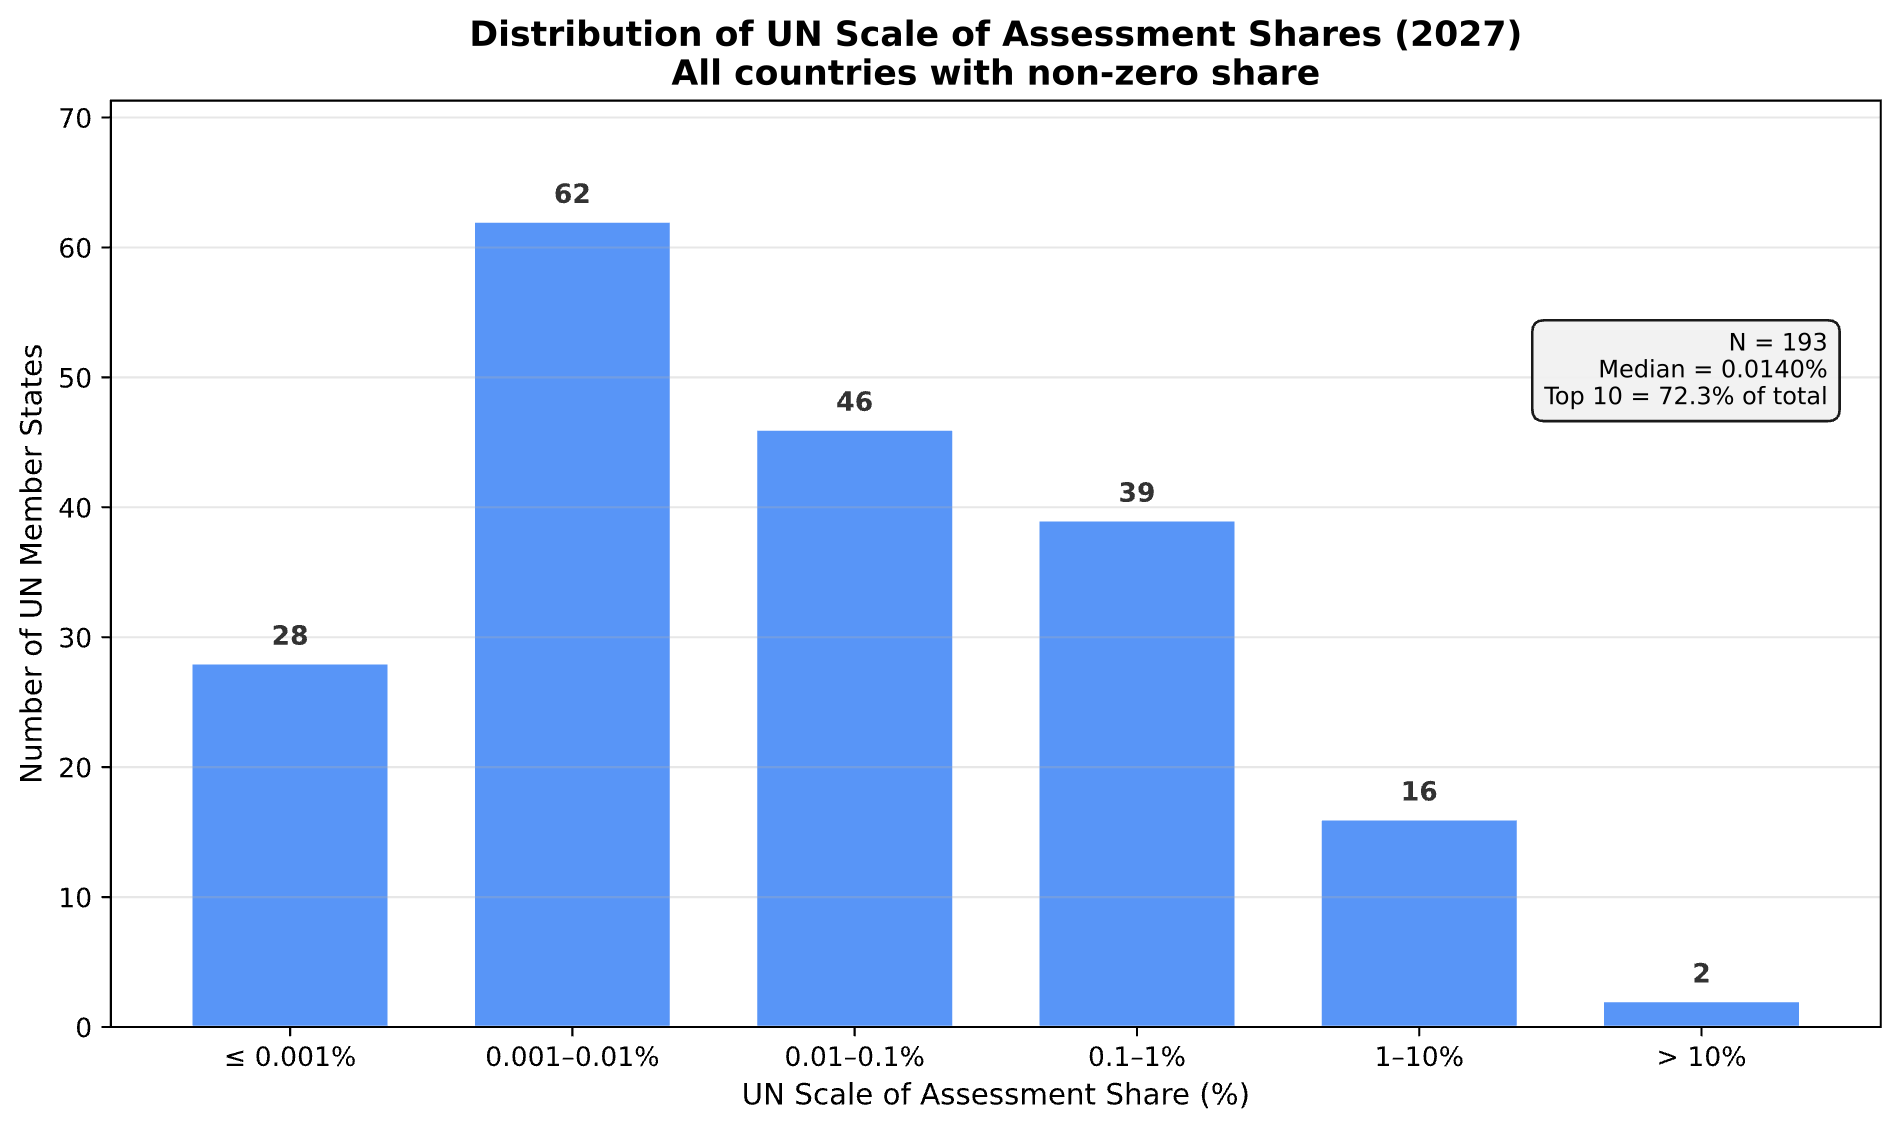 Distribution of UN Scale of Assessment Shares (2027)
All countries with non-zero share
70
60
50
40
30
20
10
0
Number of UN Member States
28
62
46
39
16
2
N = 193
Median = 0.0140%
Top 10 = 72.3% of total
≤ 0.001%
0.001–0.01%
0.01–0.1%
0.1–1%
1–10%
> 10%
UN Scale of Assessment Share (%)